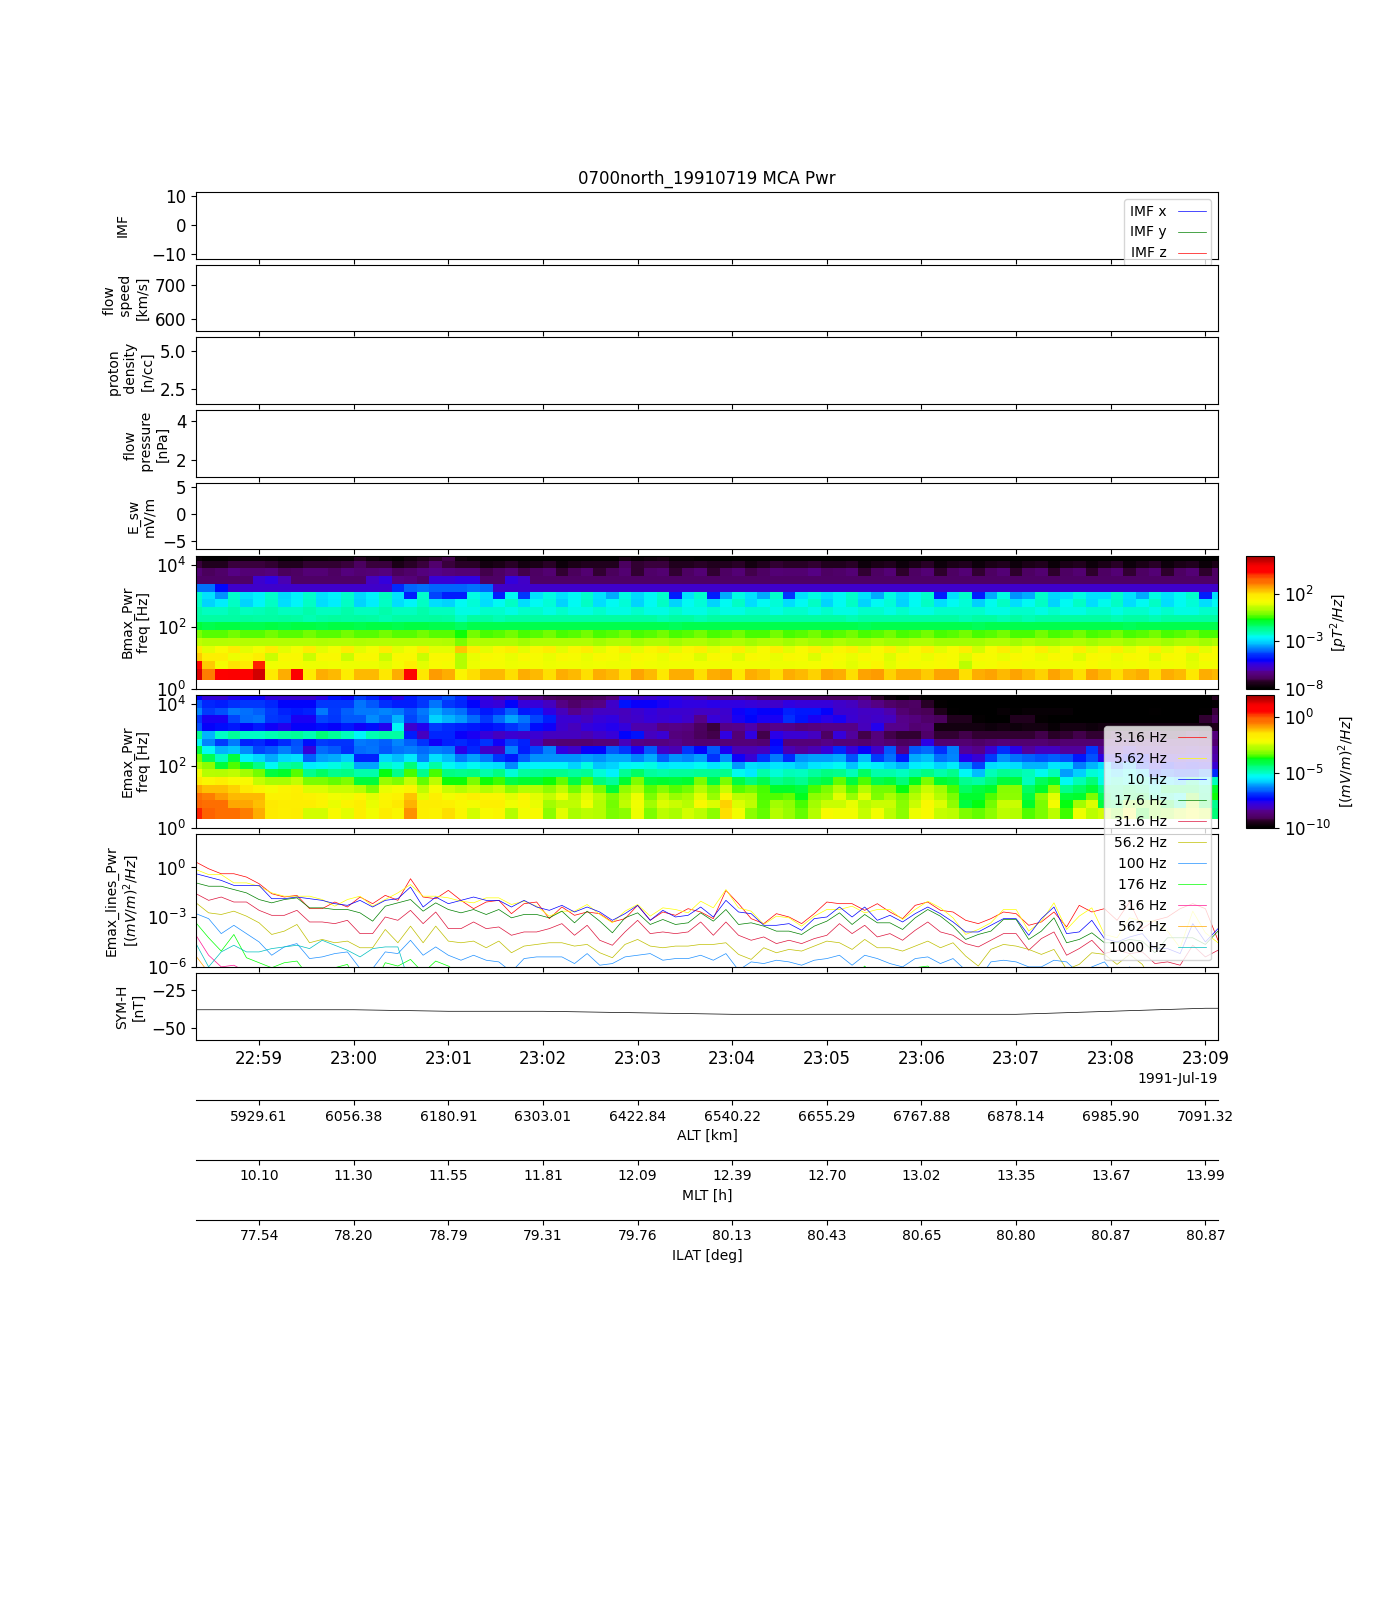 0700north_19910719 MCA Pwr
10
0
−10
IMF
IMF x
IMF y
IMF z
700
600
flow
speed
[km/s]
5.0
2.5
proton
density
[n/cc]
4
2
flow
pressure
[nPa]
5
0
−5
E_sw
mV/m
10^4
10^2
10^0
Bmax_Pwr
freq [Hz]
10^2
10^−3
10^−8
[pT^2/Hz]
10^4
10^2
10^0
Emax_Pwr
freq [Hz]
10^0
10^−5
10^−10
[(mV/m)^2/Hz]
3.16 Hz
5.62 Hz
10 Hz
17.6 Hz
31.6 Hz
56.2 Hz
100 Hz
176 Hz
316 Hz
562 Hz
1000 Hz
10^0
10^−3
10^−6
Emax_lines_Pwr
[(mV/m)^2/Hz]
−25
−50
SYM-H
[nT]
22:59 23:00 23:01 23:02 23:03 23:04 23:05 23:06 23:07 23:08 23:09
1991-Jul-19
5929.61 6056.38 6180.91 6303.01 6422.84 6540.22 6655.29 6767.88 6878.14 6985.90 7091.32
ALT [km]
10.10 11.30 11.55 11.81 12.09 12.39 12.70 13.02 13.35 13.67 13.99
MLT [h]
77.54 78.20 78.79 79.31 79.76 80.13 80.43 80.65 80.80 80.87 80.87
ILAT [deg]